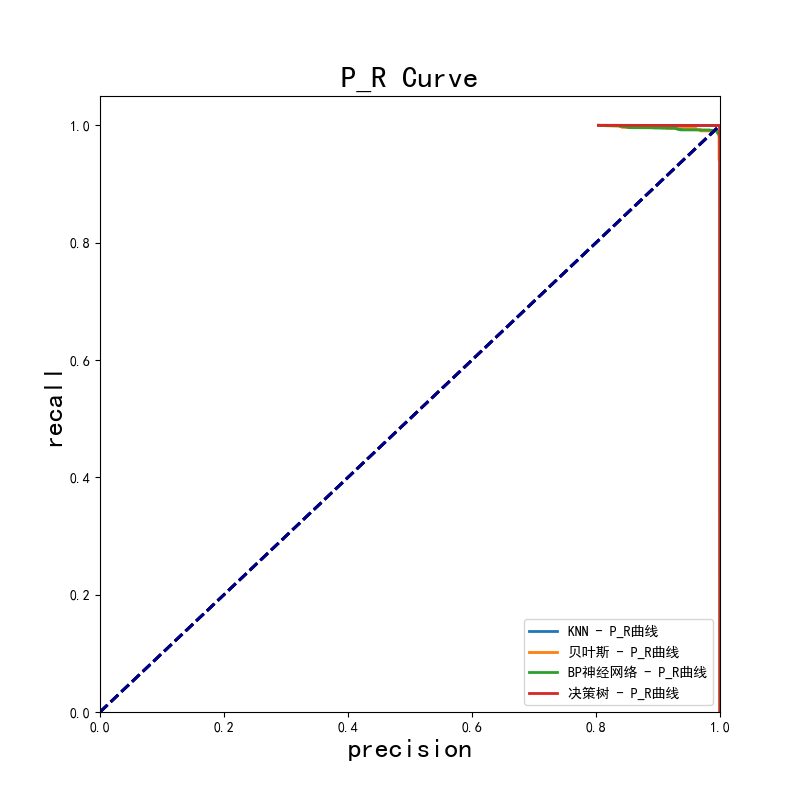 P_R Curve
recall
1.0
0.8
0.6
0.4
0.2
0.0
KNN - P_R曲线
贝叶斯 - P_R曲线
BP神经网络 - P_R曲线
决策树 - P_R曲线
0.0 0.2 0.4 0.6 0.8 1.0
precision